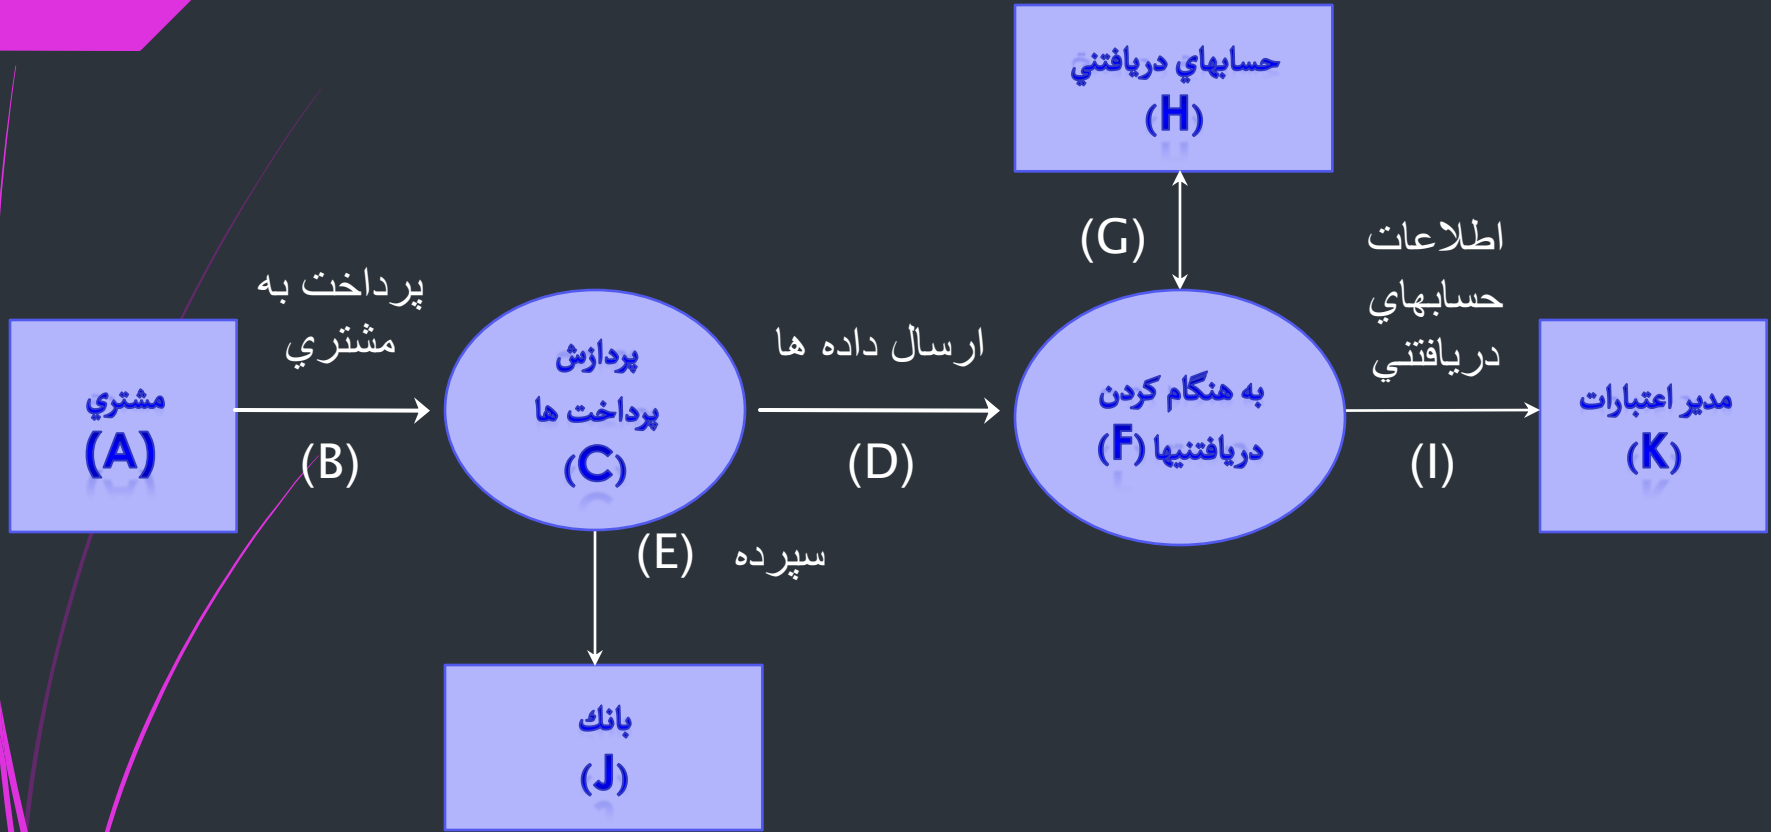 حسابهاي دريافتني
(H)
(G)
اطلاعات
حسابهاي
دريافتني
(I)
پرداخت به
مشتري
(B)
مشتري
(A)
پردازش
پرداخت ها
(C)
ارسال داده ها
(D)
به هنگام كردن
دريافتنيها (F)
مدير اعتبارات
(K)
سپرده (E)
بانك
(J)